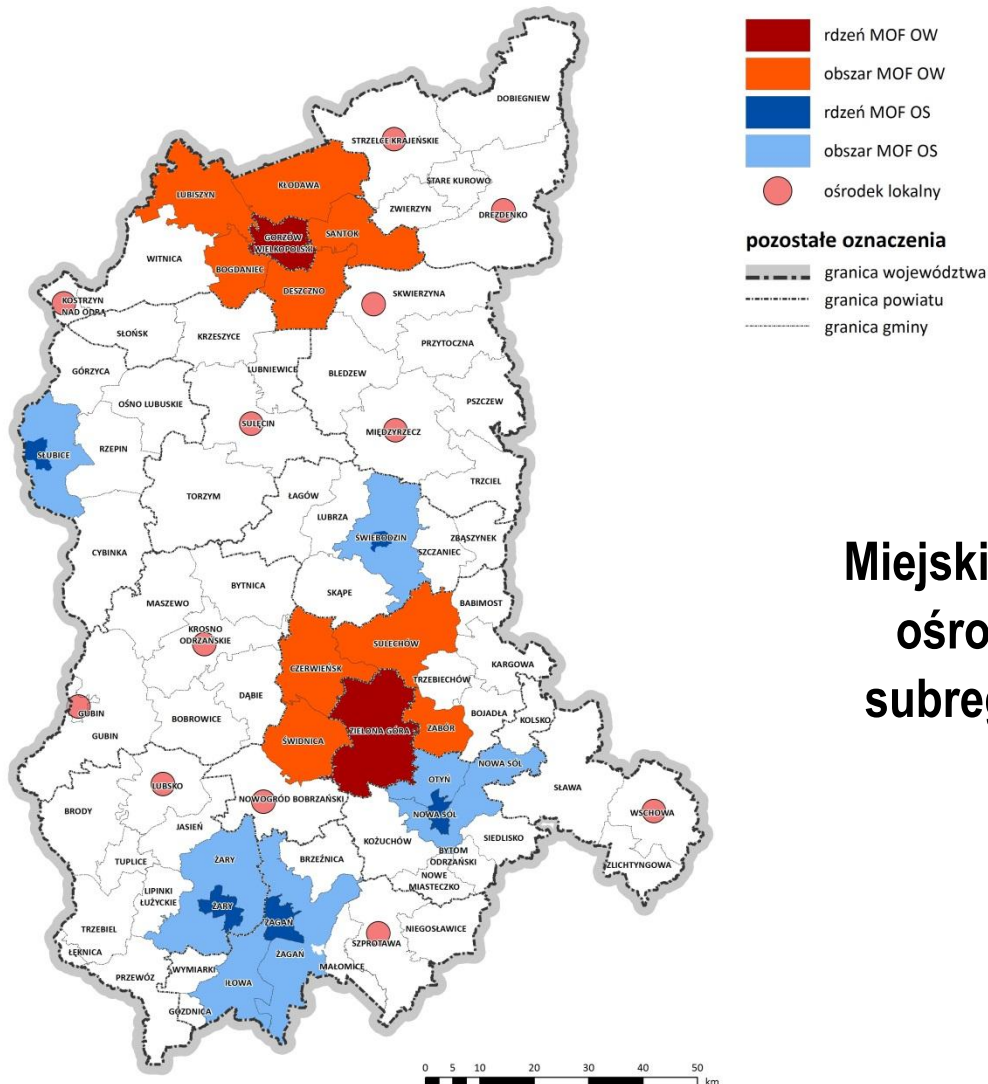 rdzeń MOF OW
obszar MOF OW
rdzeń MOF OS
obszar MOF OS
ośrodek lokalny
pozostałe oznaczenia
granica województwa
granica powiatu
granica gminy
DOBIEGNIEW
STRZELCE KRAJEŃSKIE
KŁODAWA
LUBISZYN
STARE KUROWO
ZWIERZYN
DREZDENKO
GORZÓW
WIELKOPOLSKI
SANTOK
WITNICA
BOGDANIEC
DESZCZNO
KOSTRZYN
NAD ODRĄ
SKWIERZYNA
SŁOŃSK
KRZESZYCE
PRZYTOCZNA
GÓRZYCA
LUBNIEWICE
BLEDZEW
PSZCZEW
OŚNO LUBUSKIE
SULĘCIN
MIĘDZYRZECZ
SŁUBICE
RZEPIN
TRZCIEL
TORZYM
ŁAGÓW
LUBRZA
ŚWIEBODZIN
ZBĄSZYNEK
SZCZANIEC
CYBINKA
BYTNICA
SKĄPE
MASZEWO
BABIMOST
KROSNO
ODRZAŃSKIE
SULECHÓW
CZERWIEŃSK
KARGOWA
TRZEBIECHÓW
DĄBIE
GUBIN
BOBROWICE
BOJADŁA
KOLSKO
ZIELONA GÓRA
ZABÓR
GUBIN
ŚWIDNICA
OTYŃ
NOWA SÓL
LUBSKO
SŁAWA
BRODY
NOWOGRÓD BOBRZAŃSKI
NOWA SÓL
WSCHOWA
JASIEŃ
KOŻUCHÓW
SIEDLISKO
TUPLICE
ŻARY
BRZEŹNICA
BYTOM
ODRZAŃSKI
SZLICHTYNGOWA
NOWE
MIASTECZKO
LIPINKI
ŁUŻYCKIE
ŻARY
ŻAGAŃ
TRZEBIEL
NIEGOSŁAWICE
SZPROTAWA
ŁĘKNICA
ŻAGAŃ
PRZEWÓZ
WYMIARKI
IŁOWA
MAŁOMICE
GOZDNICA
Miejski
ośro
subreg
0 5 10 20 30 40 50
km